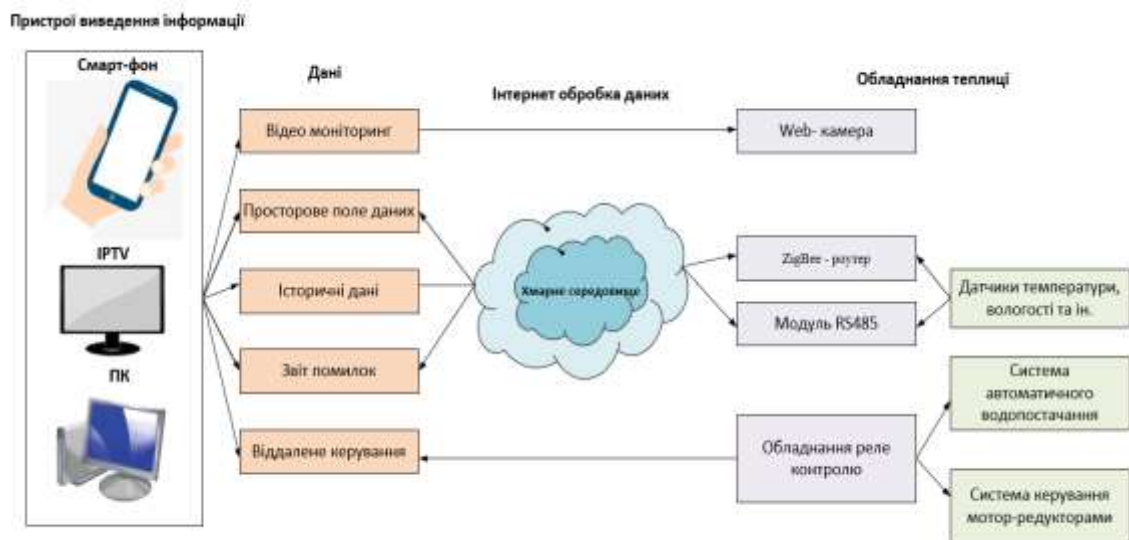 Пристрої виведення інформації
Смарт-фон
IPTV
ПК
Дані
Відео моніторинг
Просторове поле даних
Історичні дані
Звіт помилок
Віддалене керування
Інтернет обробка даних
Хмарне середовище
Обладнання теплиці
Web- камера
ZigBee - роутер
Модуль RS485
Обладнання реле
контролю
Датчики температури,
вологості та ін.
Система
автоматичного
водопостачання
Система керування
мотор-редукторами